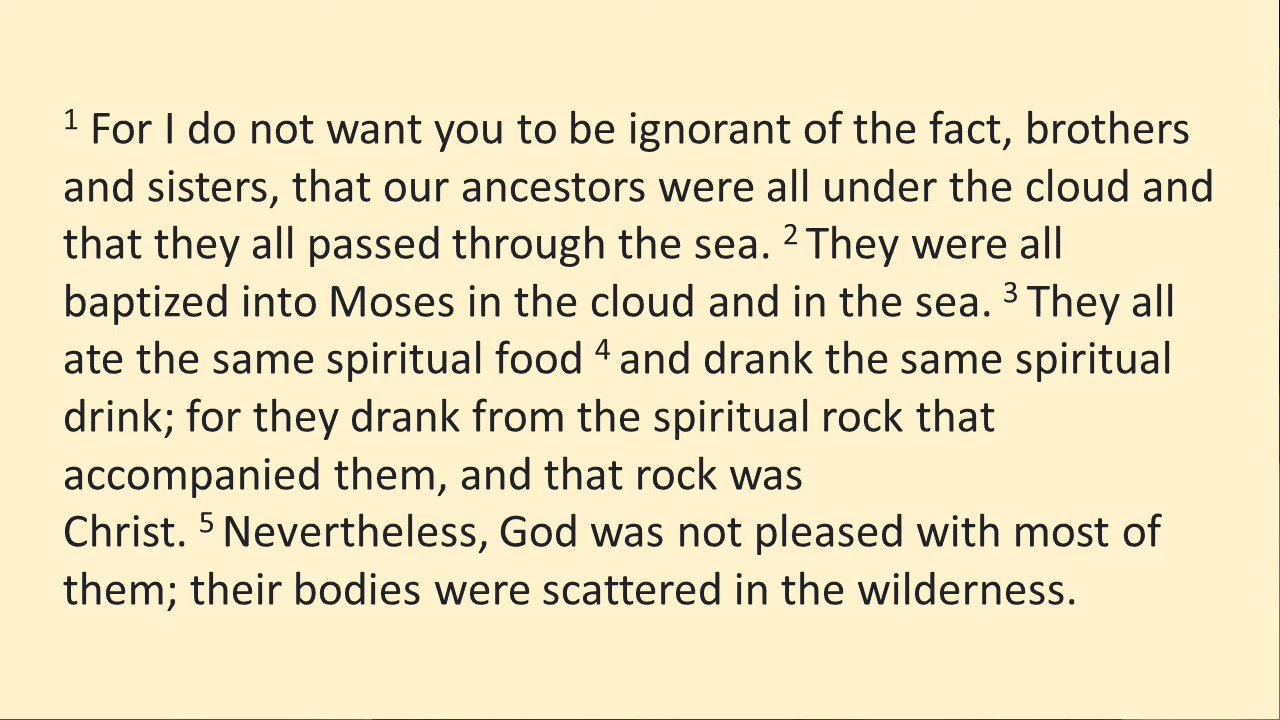 ¹ For I do not want you to be ignorant of the fact, brothers
and sisters, that our ancestors were all under the cloud and
that they all passed through the sea. ² They were all
baptized into Moses in the cloud and in the sea. ³ They all
ate the same spiritual food ⁴ and drank the same spiritual
drink; for they drank from the spiritual rock that
accompanied them, and that rock was
Christ. ⁵ Nevertheless, God was not pleased with most of
them; their bodies were scattered in the wilderness.